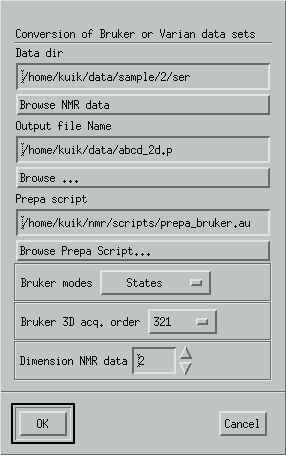 Conversion of Bruker or Varian data sets
Data dir
/home/kuik/data/sample/2/ser
Browse NMR data
Output file Name
/home/kuik/data/abcd_2d.p
Browse ...
Prepa script
/home/kuik/nmr/scripts/prepa_bruker.au
Browse Prepa Script...
Bruker modes States
Bruker 3D acq. order 321
Dimension NMR data 2
OK Cancel